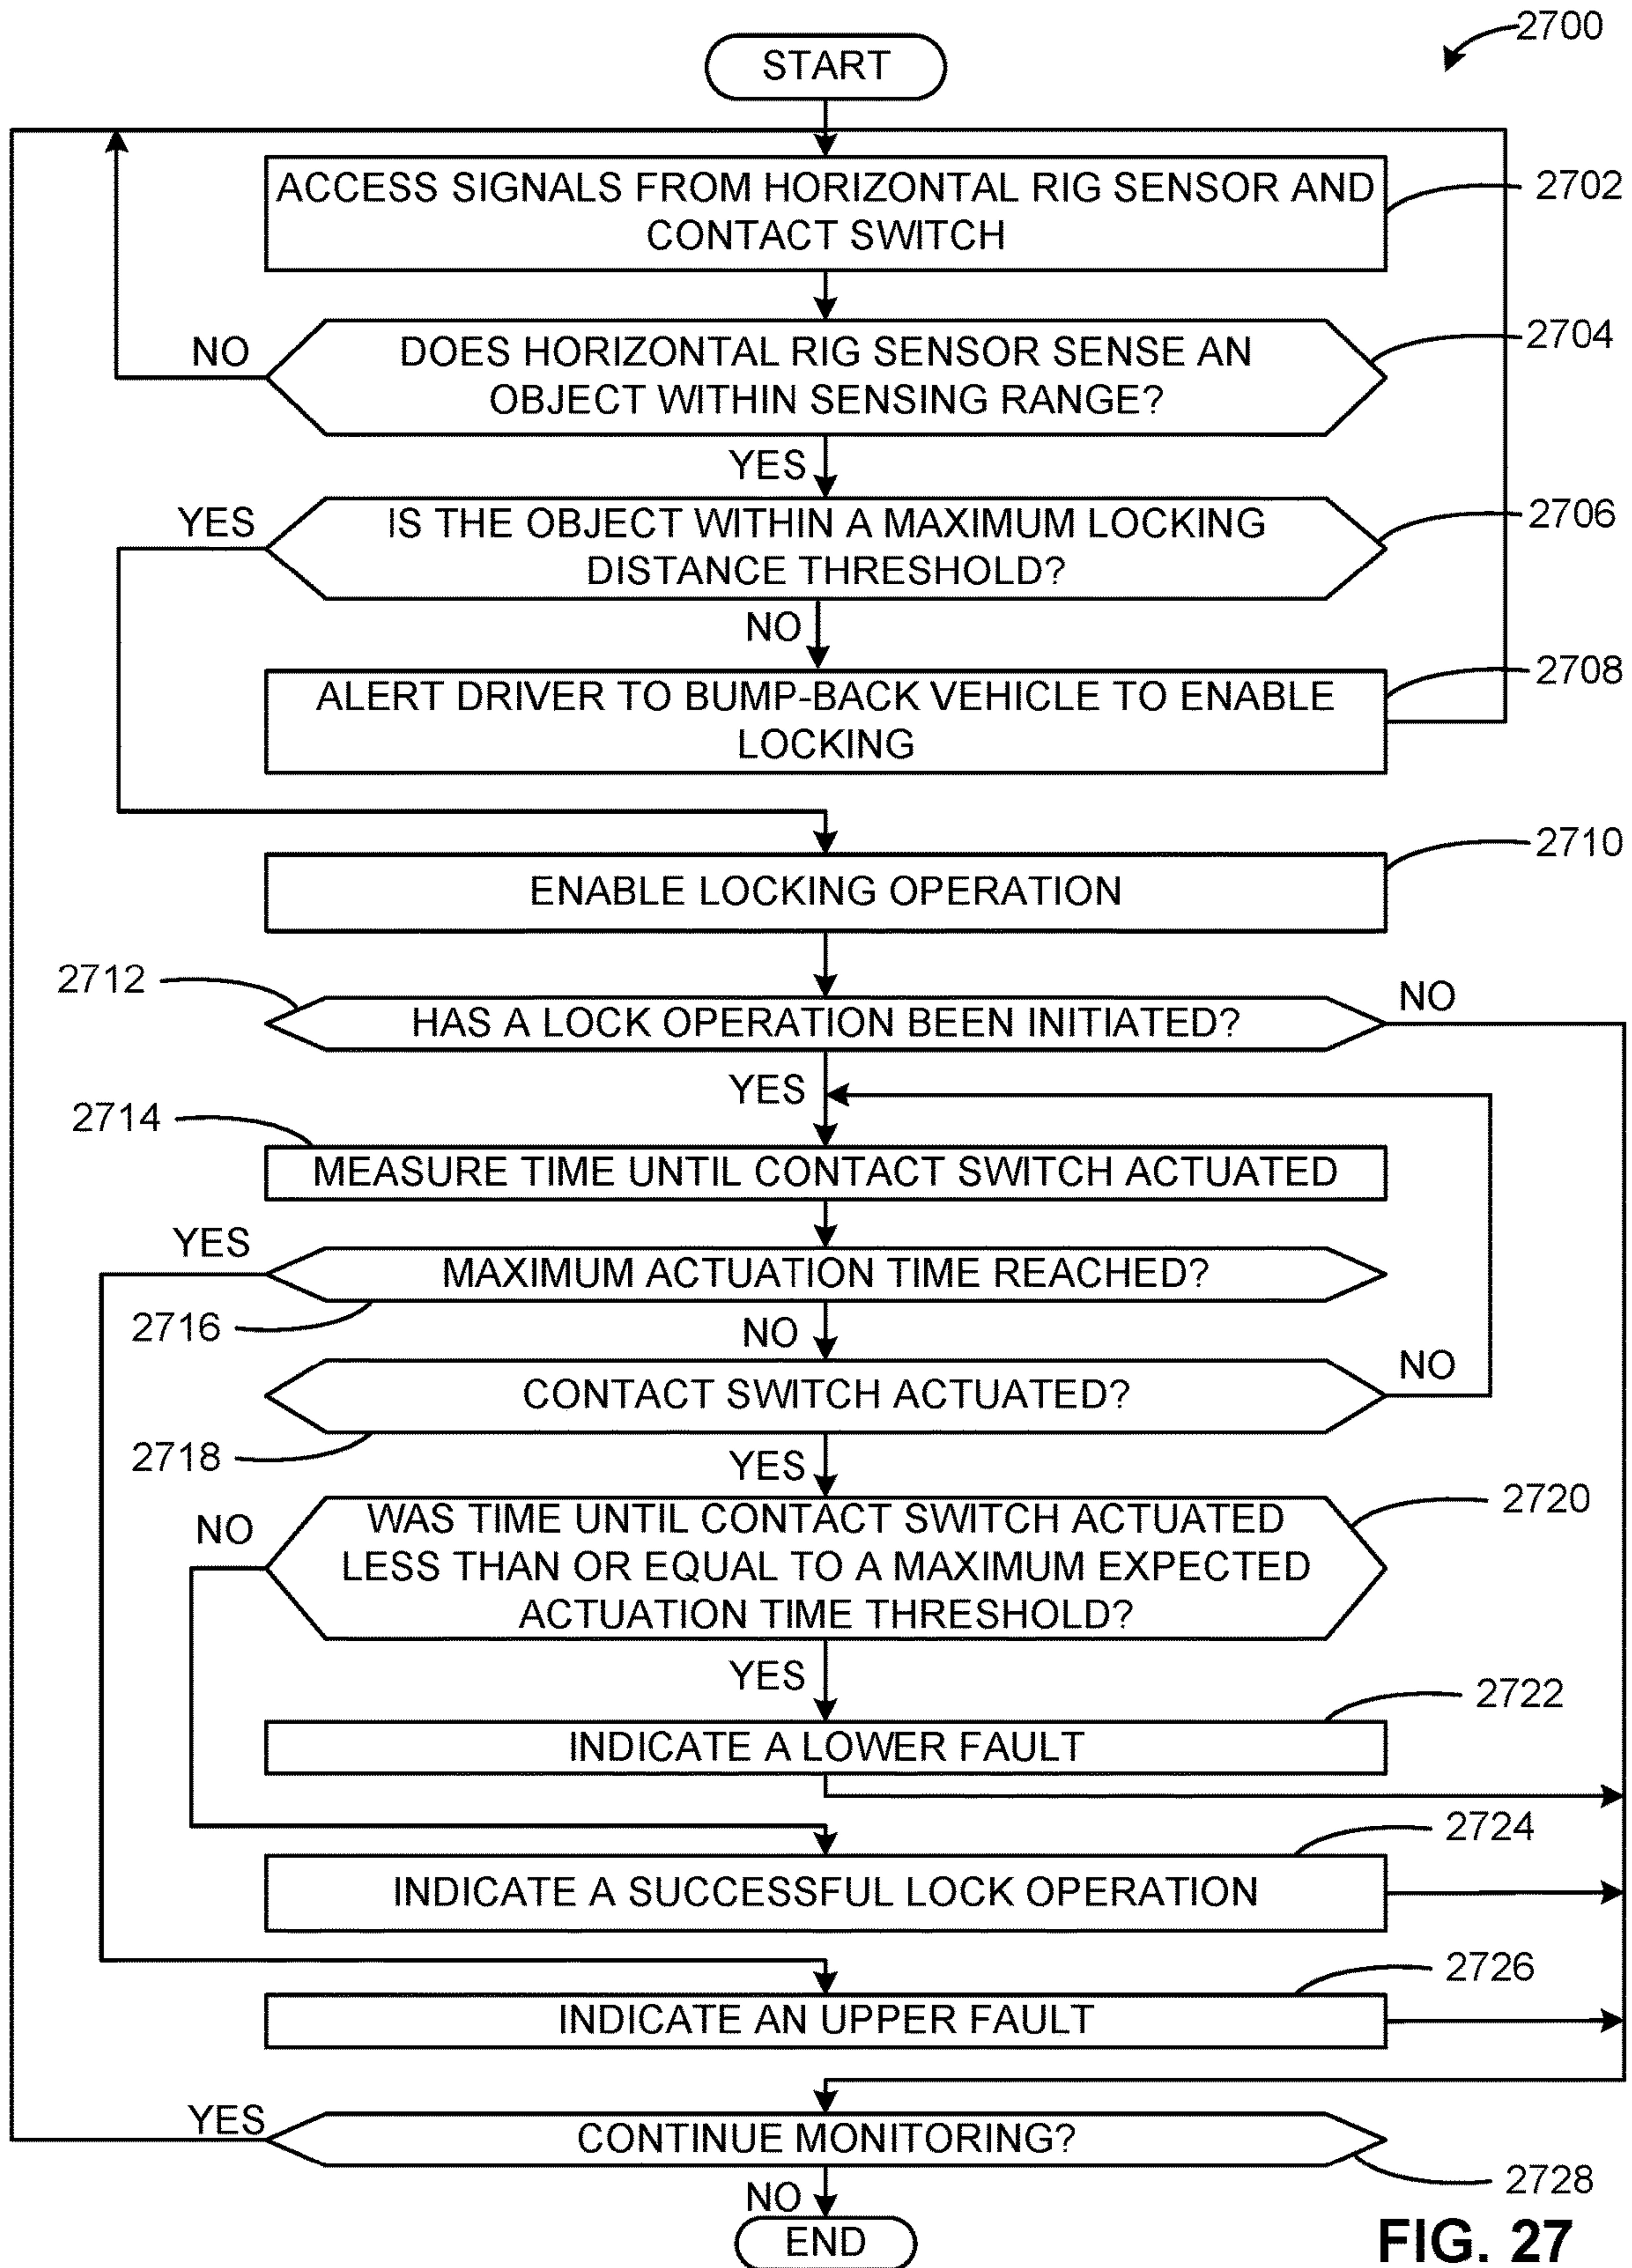 2700
START
ACCESS SIGNALS FROM HORIZONTAL RIG SENSOR AND
CONTACT SWITCH
2702
NO
DOES HORIZONTAL RIG SENSOR SENSE AN
OBJECT WITHIN SENSING RANGE?
2704
YES
YES
IS THE OBJECT WITHIN A MAXIMUM LOCKING
DISTANCE THRESHOLD?
2706
NO
ALERT DRIVER TO BUMP-BACK VEHICLE TO ENABLE
LOCKING
2708
ENABLE LOCKING OPERATION
2710
2712
HAS A LOCK OPERATION BEEN INITIATED?
NO
YES
2714
MEASURE TIME UNTIL CONTACT SWITCH ACTUATED
YES
MAXIMUM ACTUATION TIME REACHED?
2716
NO
CONTACT SWITCH ACTUATED?
NO
2718
YES
NO
WAS TIME UNTIL CONTACT SWITCH ACTUATED
LESS THAN OR EQUAL TO A MAXIMUM EXPECTED
ACTUATION TIME THRESHOLD?
2720
YES
INDICATE A LOWER FAULT
2722
INDICATE A SUCCESSFUL LOCK OPERATION
2724
INDICATE AN UPPER FAULT
2726
YES
CONTINUE MONITORING?
2728
NO
END
FIG. 27